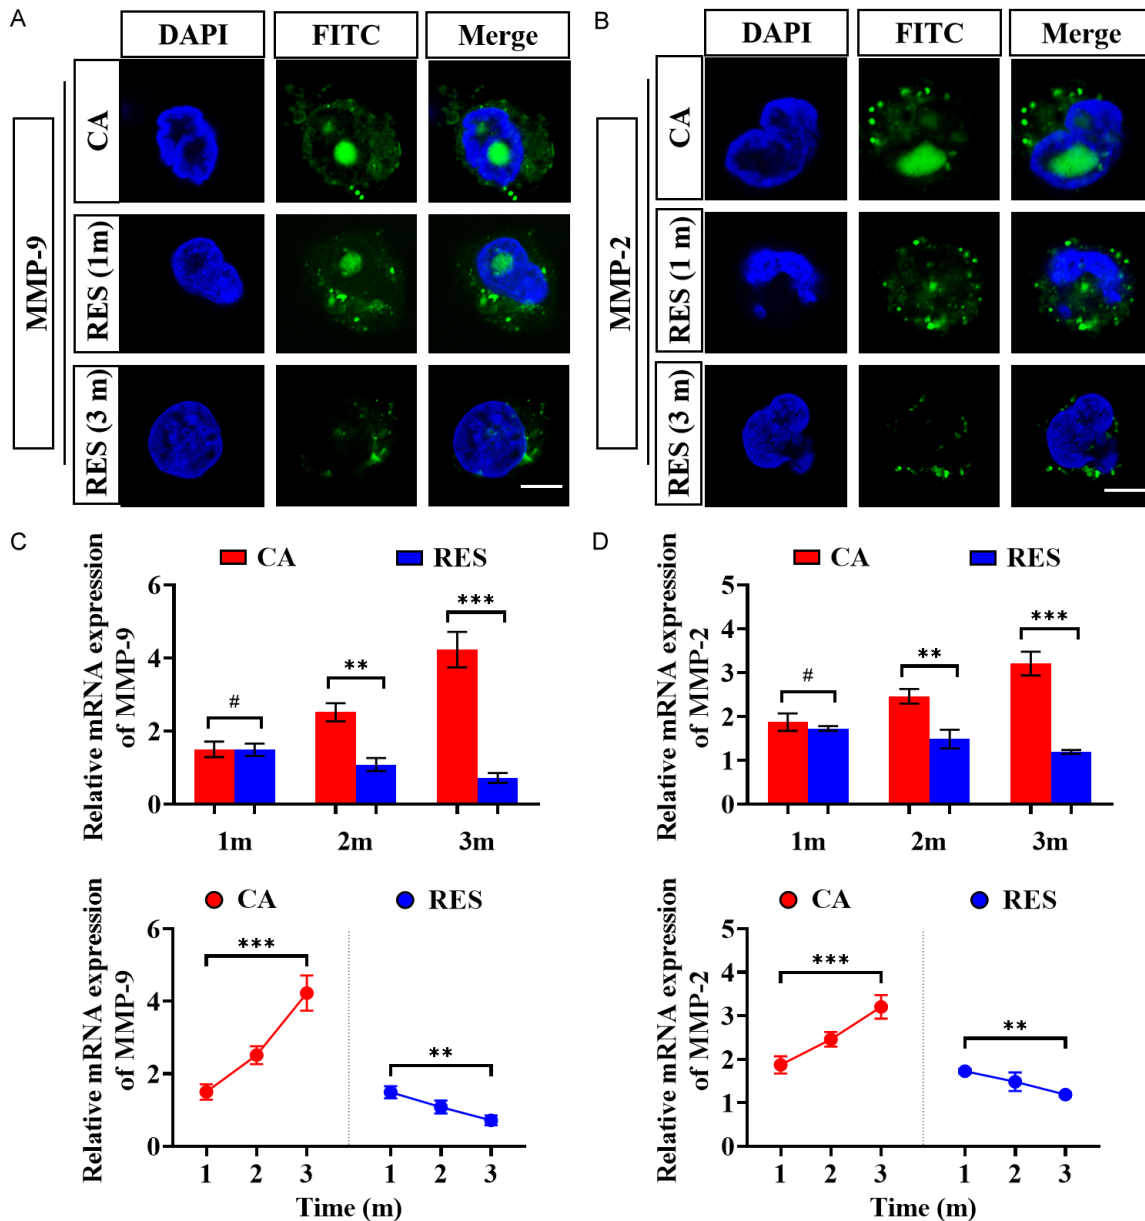 A
DAPI
FITC
Merge
MMP-9
CA
RES (1m)
RES (3 m)
B
DAPI
FITC
Merge
MMP-2
CA
RES (1 m)
RES (3 m)
C
CA
RES
Relative mRNA expression
of MMP-9
6
4
2
0
#
**
***
1m
2m
3m
CA
RES
Relative mRNA expression
of MMP-9
6
4
2
0
***
**
1
2
3
1
2
3
Time (m)
D
CA
RES
Relative mRNA expression
of MMP-2
5
4
3
2
1
0
#
**
***
1m
2m
3m
CA
RES
Relative mRNA expression
of MMP-2
5
4
3
2
1
0
***
**
1
2
3
1
2
3
Time (m)